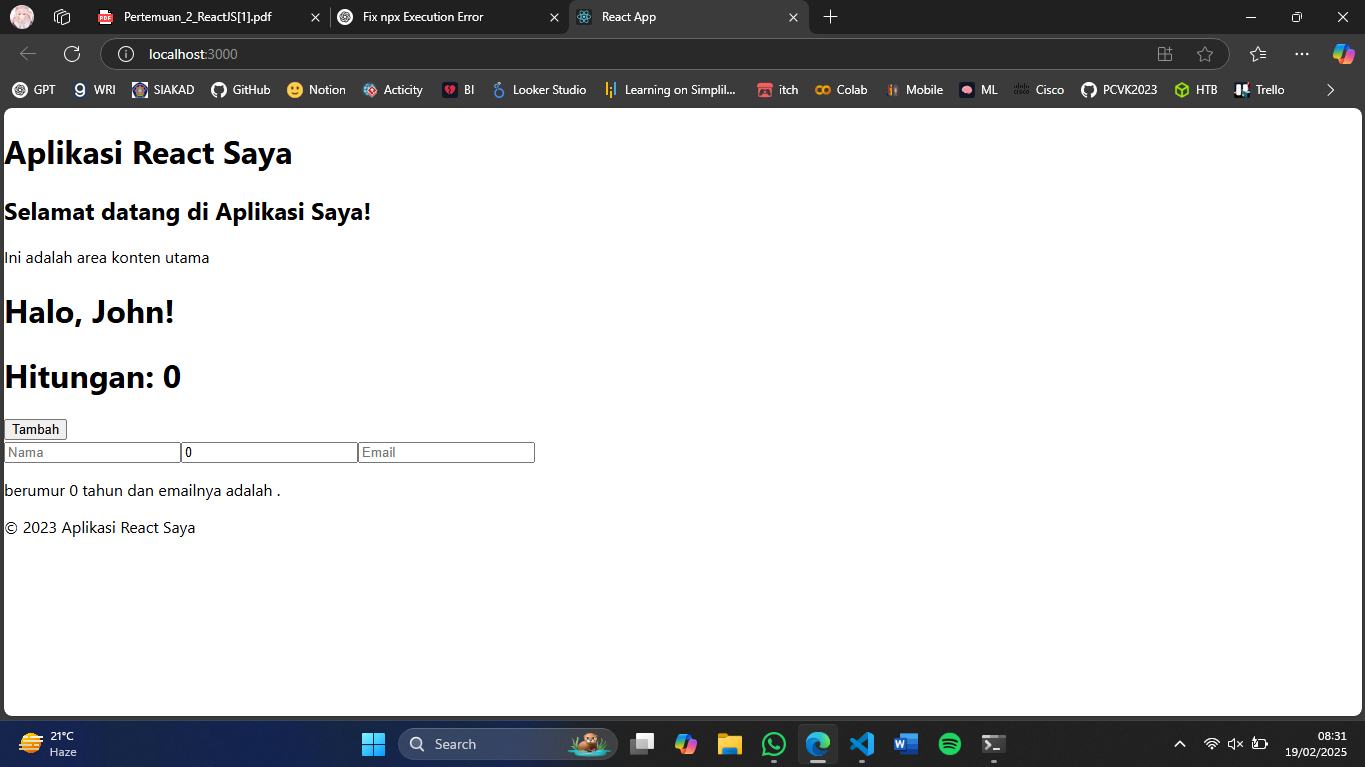 Pertemuan_2_ReactJS[1].pdf
Fix npx Execution Error
React App
localhost:3000
GPT WRI SIAKAD GitHub Notion Acticity BI Looker Studio Learning on Simplil... itch Colab Mobile ML Cisco PCVK2023 HTB Trello
Aplikasi React Saya
Selamat datang di Aplikasi Saya!
Ini adalah area konten utama
Halo, John!
Hitungan: 0
Tambah
Nama 0 Email
berumur 0 tahun dan emailnya adalah .
© 2023 Aplikasi React Saya
21°C
Haze
Search
08:31
19/02/2025